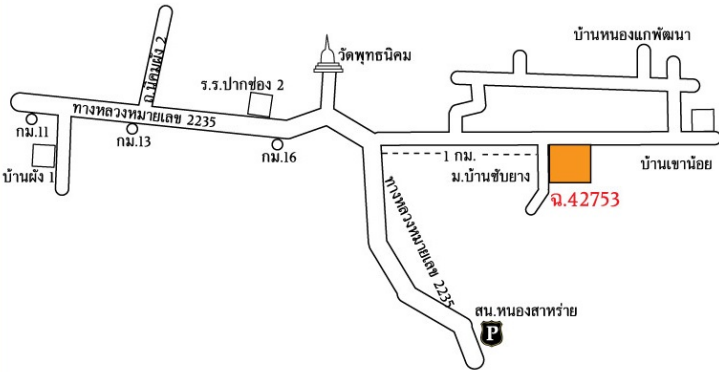 บ้านหนองแกพัฒนา
วัดพุทธนิคม
ถ.นิคมผัง 2
ร.ร.ปากช่อง 2
ทางหลวงหมายเลข 2235
กม.11
กม.13
กม.16
1 กม.
บ้านผัง 1
ม.บ้านซับยาง
บ้านเขาน้อย
ฉ.42753
ทางหลวงหมายเลข 2235
สน.หนองสาหร่าย
P